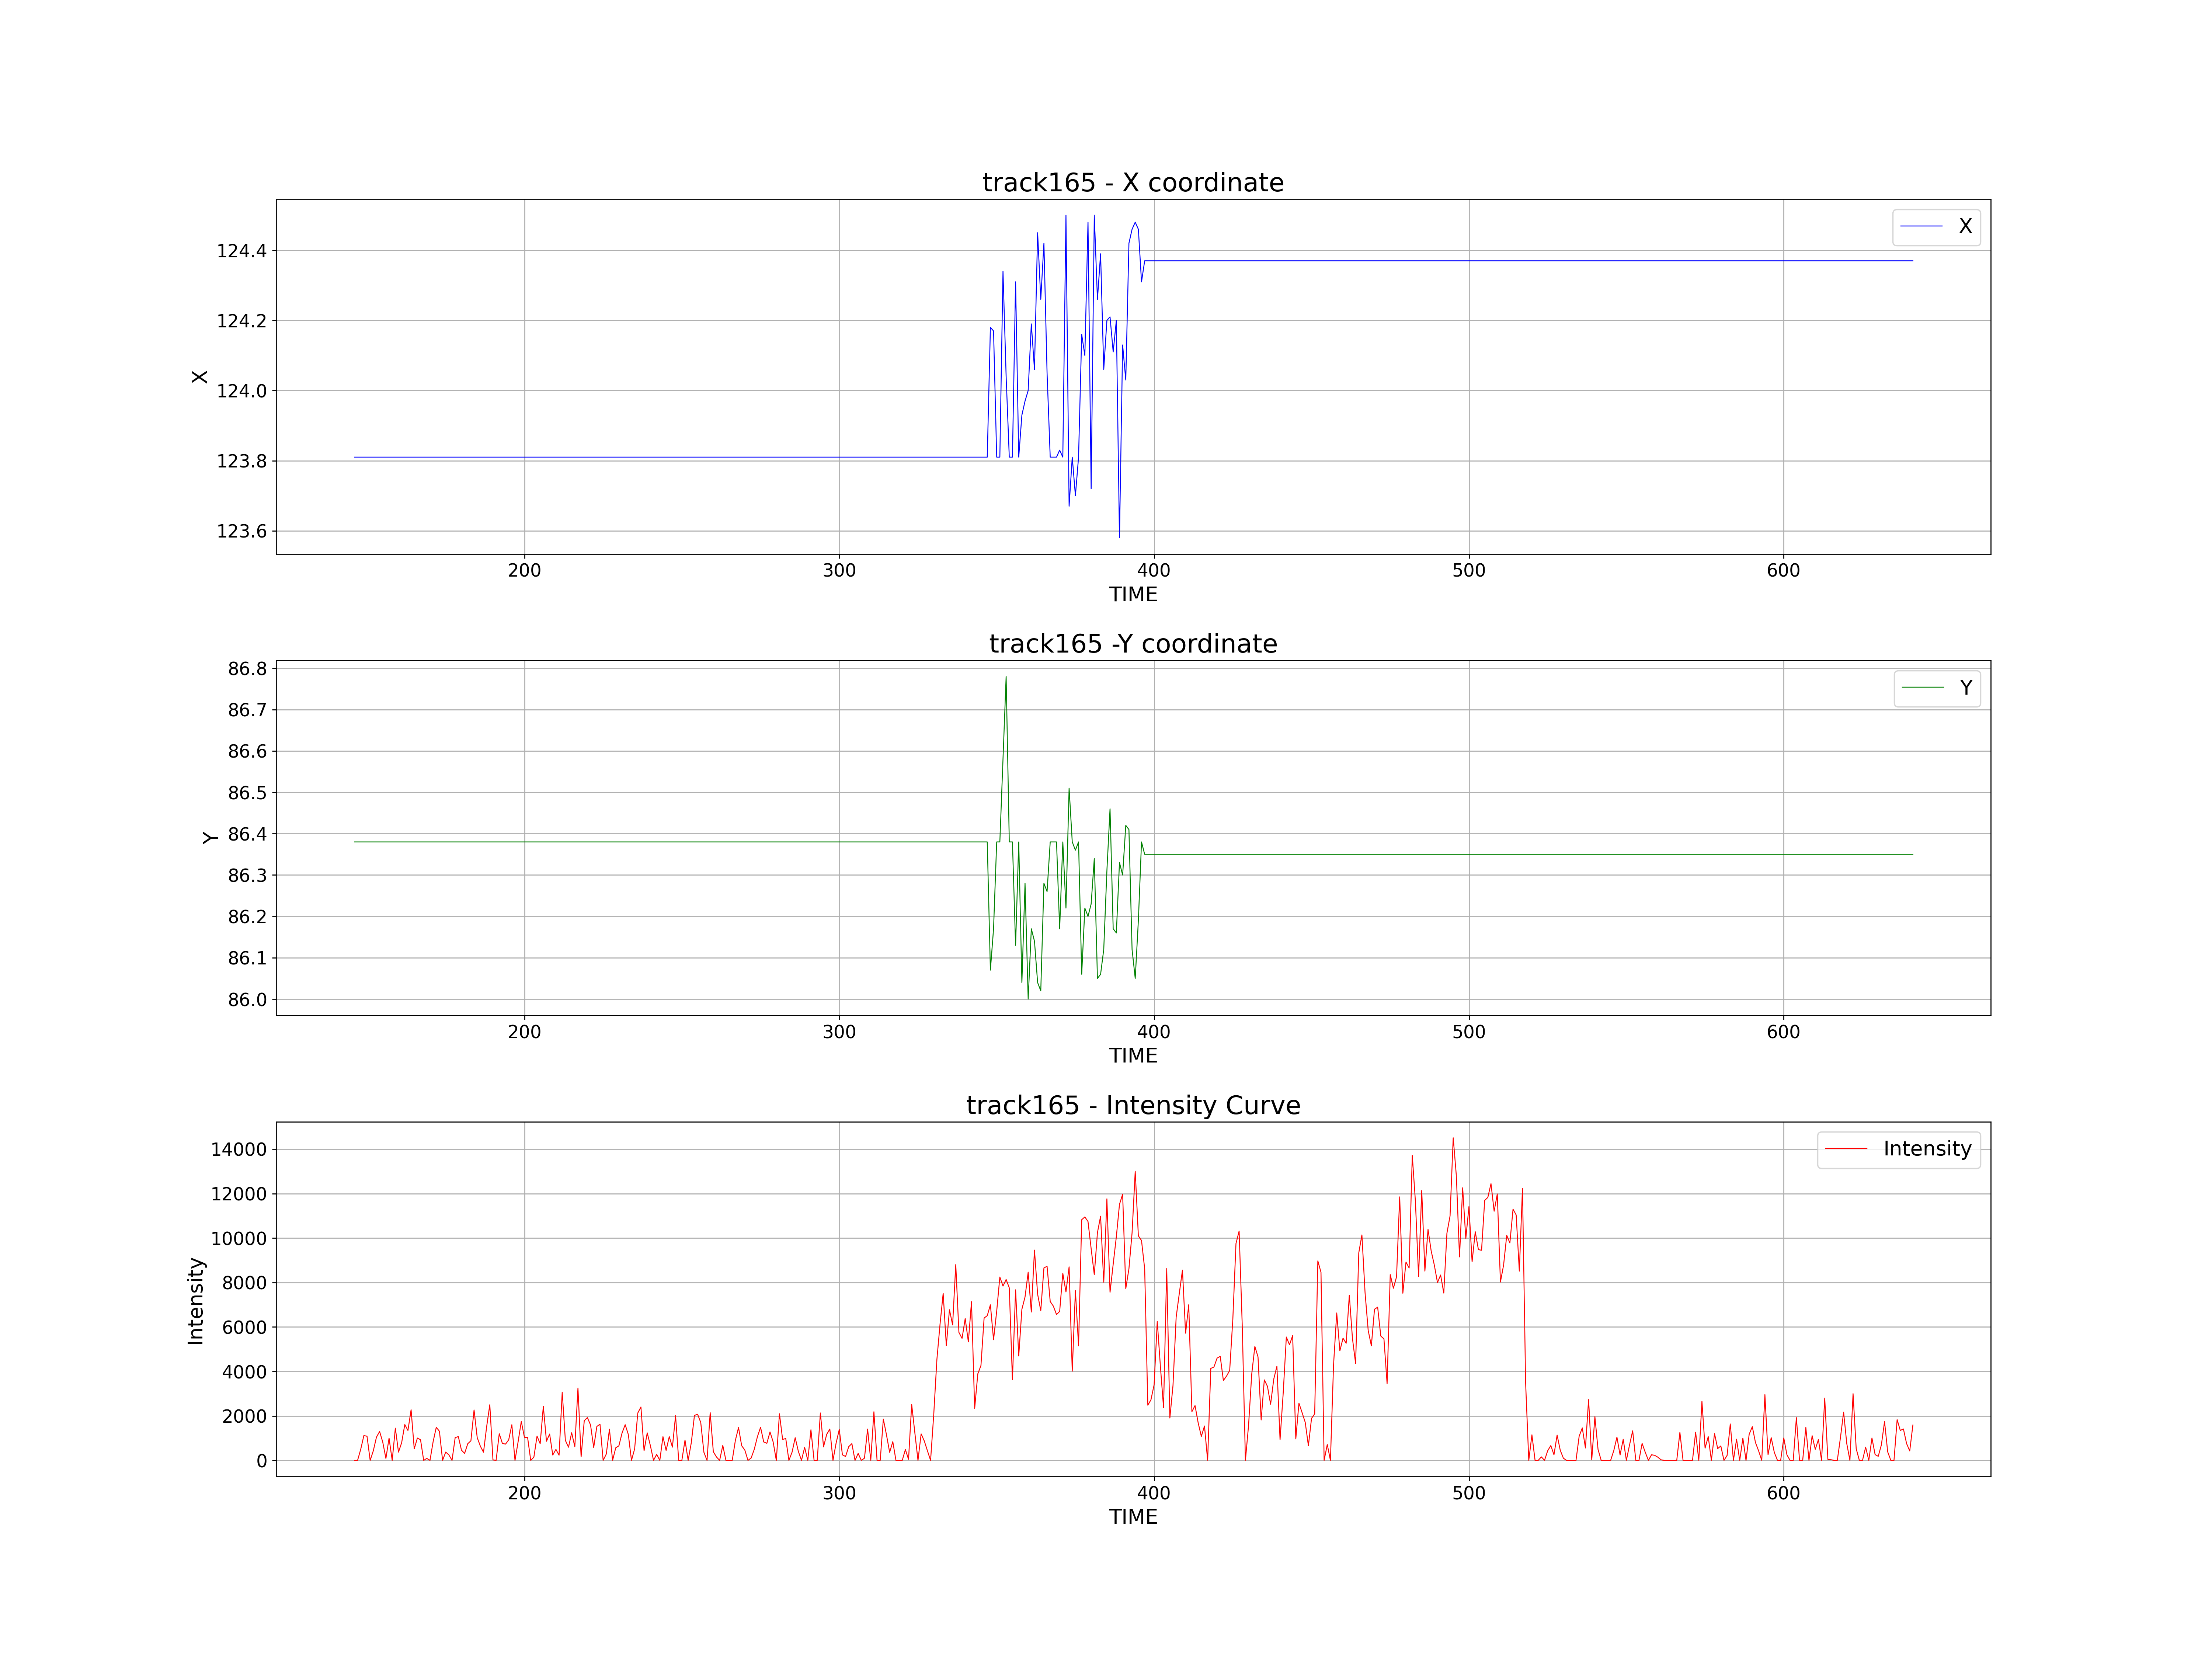 track165 - X coordinate
X
124.4
124.2
124.0
123.8
123.6
X
200 300 400 500 600
TIME
track165 -Y coordinate
Y
86.8
86.7
86.6
86.5
86.4
86.3
86.2
86.1
86.0
Y
200 300 400 500 600
TIME
track165 - Intensity Curve
Intensity
14000
12000
10000
8000
6000
4000
2000
0
Intensity
200 300 400 500 600
TIME